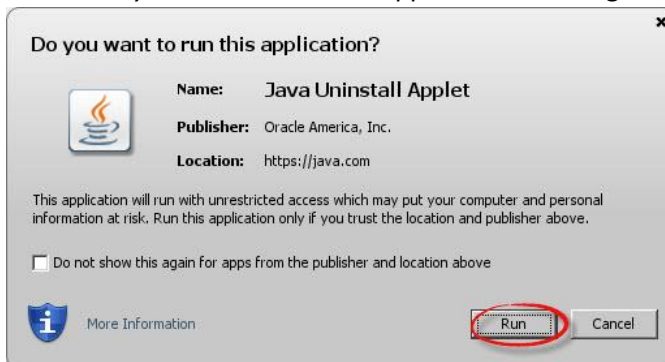 Do you want to run this application?
Name: Java Uninstall Applet
Publisher: Oracle America, Inc.
Location: https://java.com
This application will run with unrestricted access which may put your computer and personal
information at risk. Run this application only if you trust the location and publisher above.
Do not show this again for apps from the publisher and location above
More Information
Run Cancel